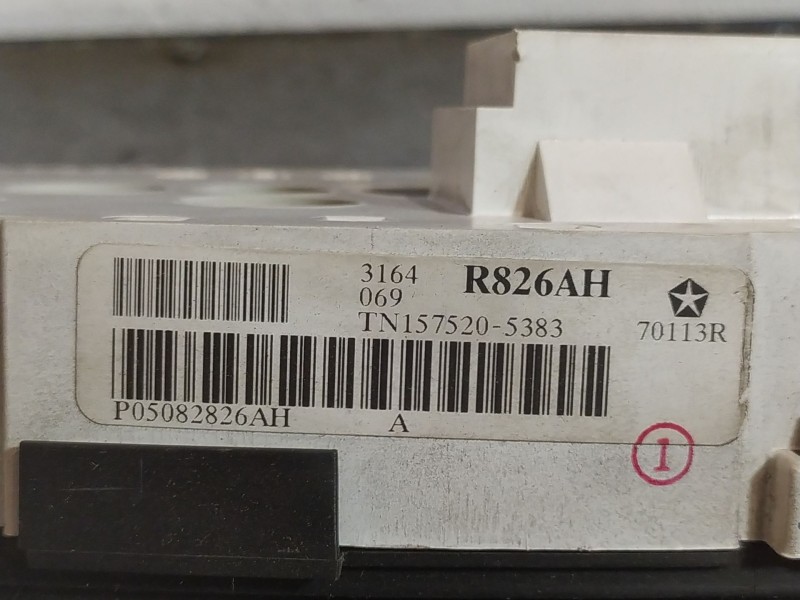 3164 R826AH
069
TN157520-5383 70113R
P05082826AH A
1